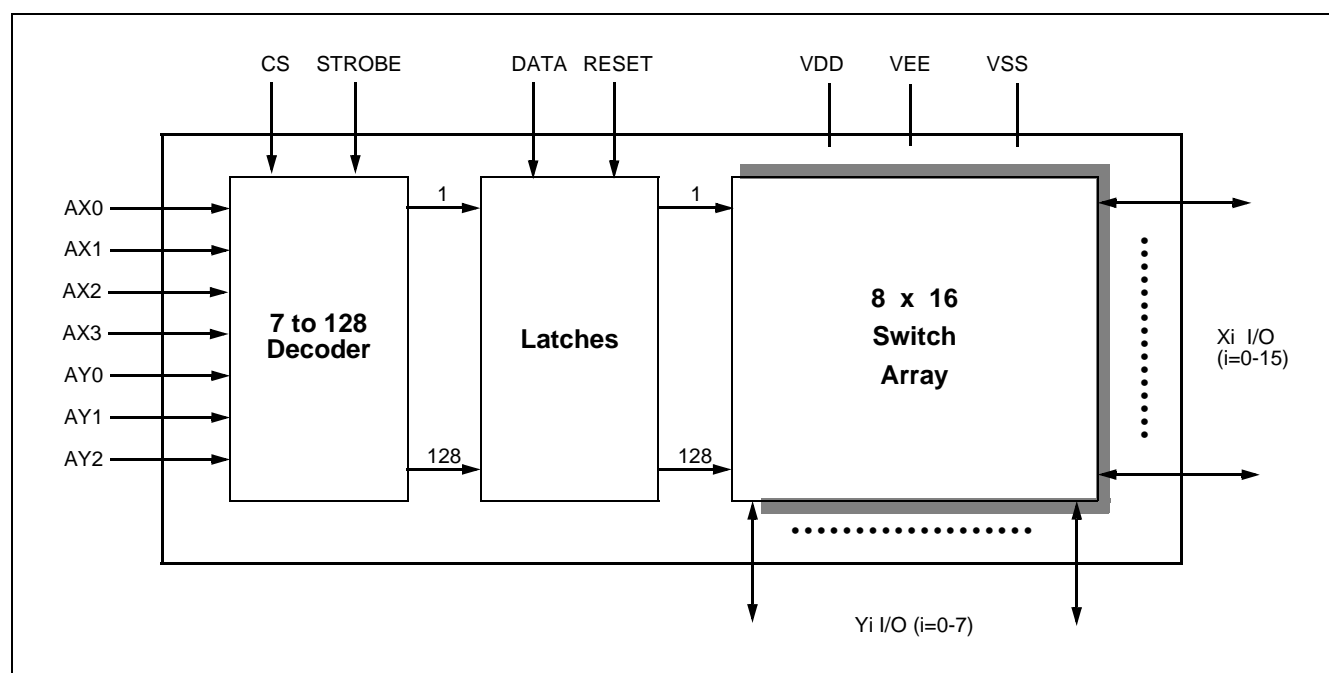 CS STROBE DATA RESET VDD VEE VSS
AX0
AX1
AX2
AX3
AY0
AY1
AY2
7 to 128
Decoder
1
128
Latches
1
128
8 x 16
Switch
Array
Xi I/O
(i=0-15)
Yi I/O (i=0-7)